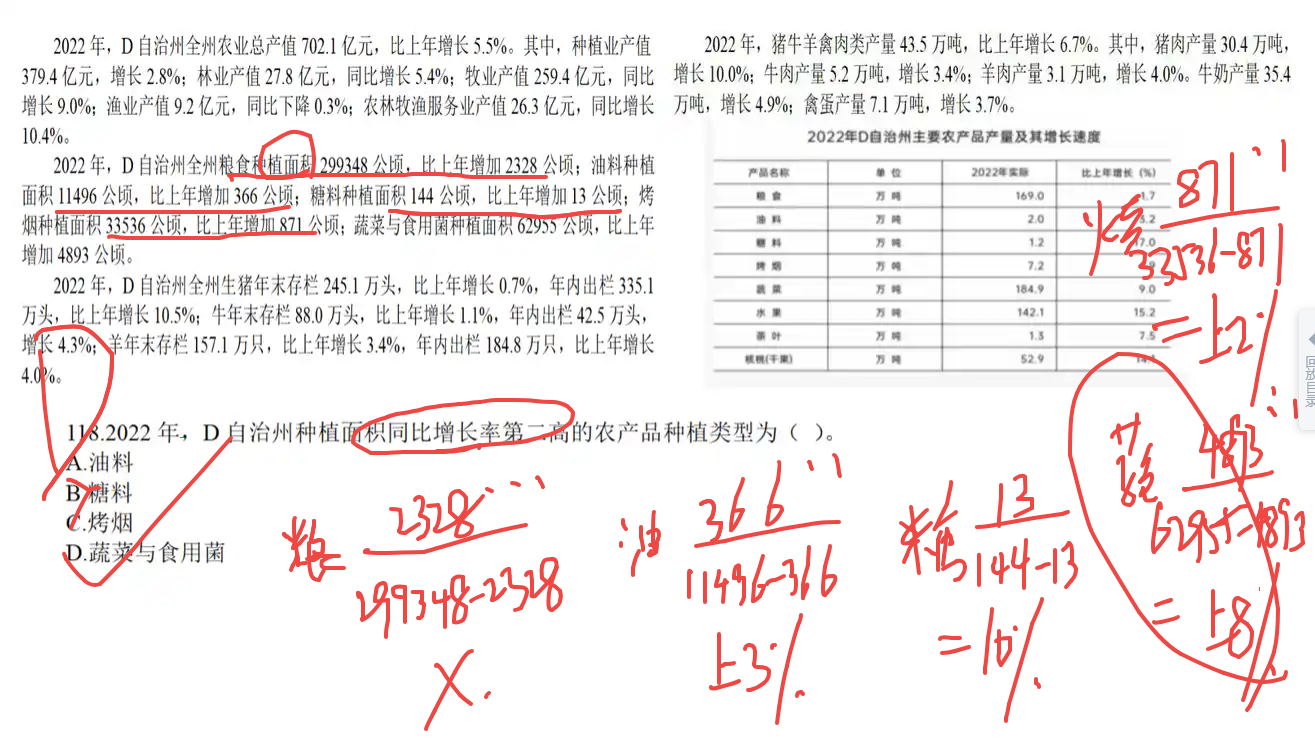 2022 年，D 自治州全州农业总产值 702.1 亿元，比上年增长 5.5%。其中，种植业产值
379.4 亿元，增长 2.8%；林业产值 27.8 亿元，同比增长 5.4%；牧业产值 259.4 亿元，同比
增长 9.0%；渔业产值 9.2 亿元，同比下降 0.3%；农林牧渔服务业产值 26.3 亿元，同比增长
10.4%。
2022 年，D 自治州全州粮食种植面积 299348 公顷，比上年增加 2328 公顷；油料种植
面积 11496 公顷，比上年增加 366 公顷；糖料种植面积 144 公顷，比上年增加 13 公顷；烤
烟种植面积 33536 公顷，比上年增加 871 公顷；蔬菜与食用菌种植面积 62955 公顷，比上年
增加 4893 公顷。
2022 年，D 自治州全州生猪年末存栏 245.1 万头，比上年增长 0.7%，年内出栏 335.1
万头，比上年增长 10.5%；牛年末存栏 88.0 万头，比上年增长 1.1%，年内出栏 42.5 万头，
增长 4.3%；羊年末存栏 157.1 万只，比上年增长 3.4%，年内出栏 184.8 万只，比上年增长
4.0%。
2022 年，猪牛羊禽肉类产量 43.5 万吨，比上年增长 6.7%。其中，猪肉产量 30.4 万吨，
增长 10.0%；牛肉产量 5.2 万吨，增长 3.4%；羊肉产量 3.1 万吨，增长 4.0%。牛奶产量 35.4
万吨，增长 4.9%；禽蛋产量 7.1 万吨，增长 3.7%。
2022年D自治州主要农产品产量及其增长速度
产品名称 单 位 2022年实际 比上年增长 (%)
粮 食 万 吨 169.0 1.7
油 料 万 吨 2.0 3.2
糖 料 万 吨 1.2 7.0
烤 烟 万 吨 7.2
蔬 菜 万 吨 184.9 9.0
水 果 万 吨 142.1 15.2
茶 叶 万 吨 1.3 7.5
核桃(干果) 万 吨 52.9 14.1
118.2022 年，D 自治州种植面积同比增长率第二高的农产品种植类型为（ ）。
A.油料
B.糖料
C.烤烟
D.蔬菜与食用菌
粮 2328
299348-2328
X
油 366
11496-366
上3%
糖 13
144-13
=10%
871
33536-871
=上2%
4893
62955-4893
=上8%
回放目录